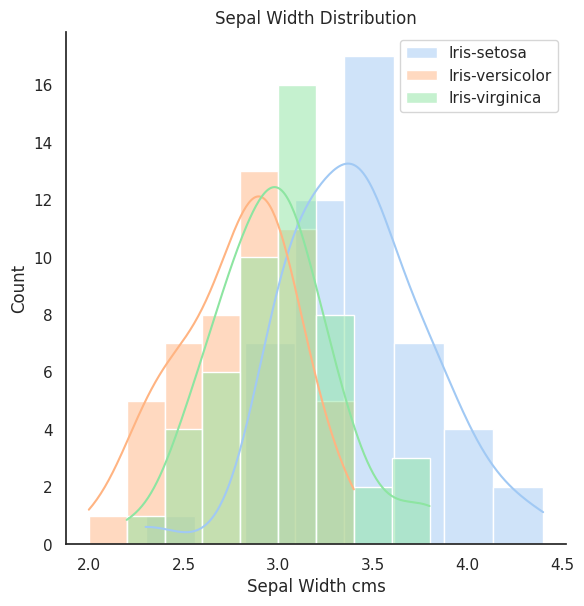 Sepal Width Distribution
Iris-setosa
Iris-versicolor
Iris-virginica
Count
16
14
12
10
8
6
4
2
0
2.0 2.5 3.0 3.5 4.0 4.5
Sepal Width cms